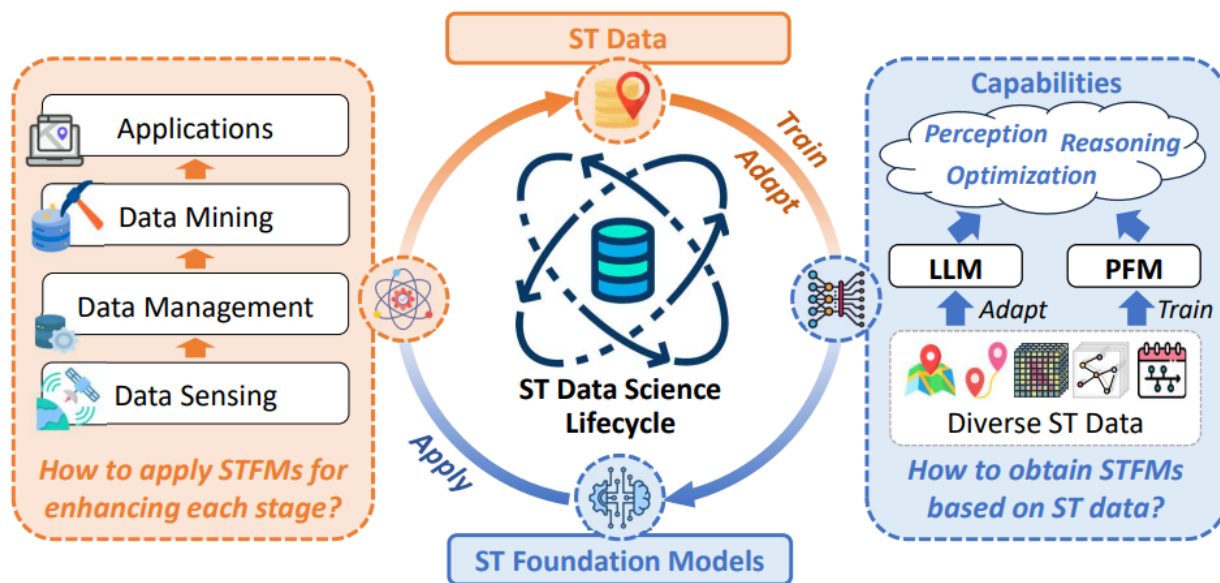 ST Data
Applications
Data Mining
Data Management
Data Sensing
How to apply STFMs for
enhancing each stage?
Train
Adapt
ST Data Science
Lifecycle
Apply
ST Foundation Models
Capabilities
Perception
Reasoning
Optimization
LLM
PFM
Adapt
Train
Diverse ST Data
How to obtain STFMs
based on ST data?